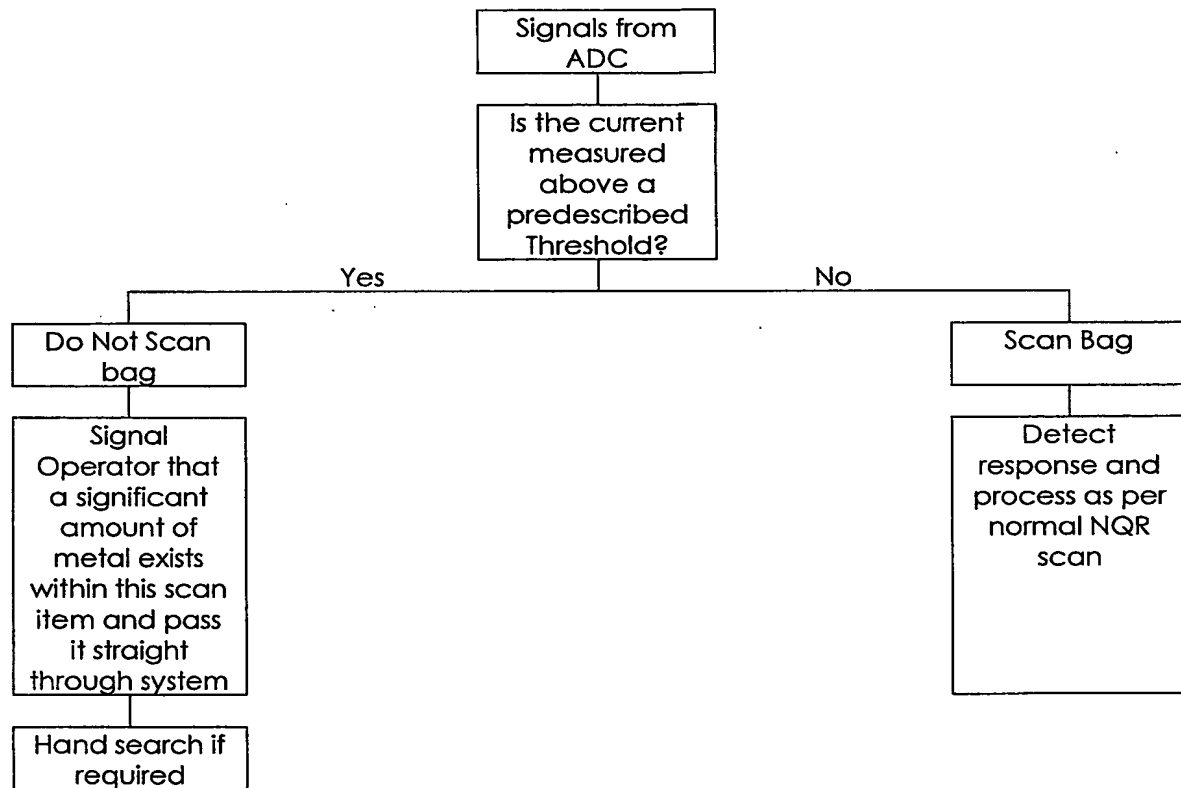 Signals from
ADC
Is the current
measured
above a
predescribed
Threshold?
Yes
No
Do Not Scan
bag
Scan Bag
Signal
Operator that
a significant
amount of
metal exists
within this scan
item and pass
it straight
through system
Detect
response and
process as per
normal NQR
scan
Hand search if
required